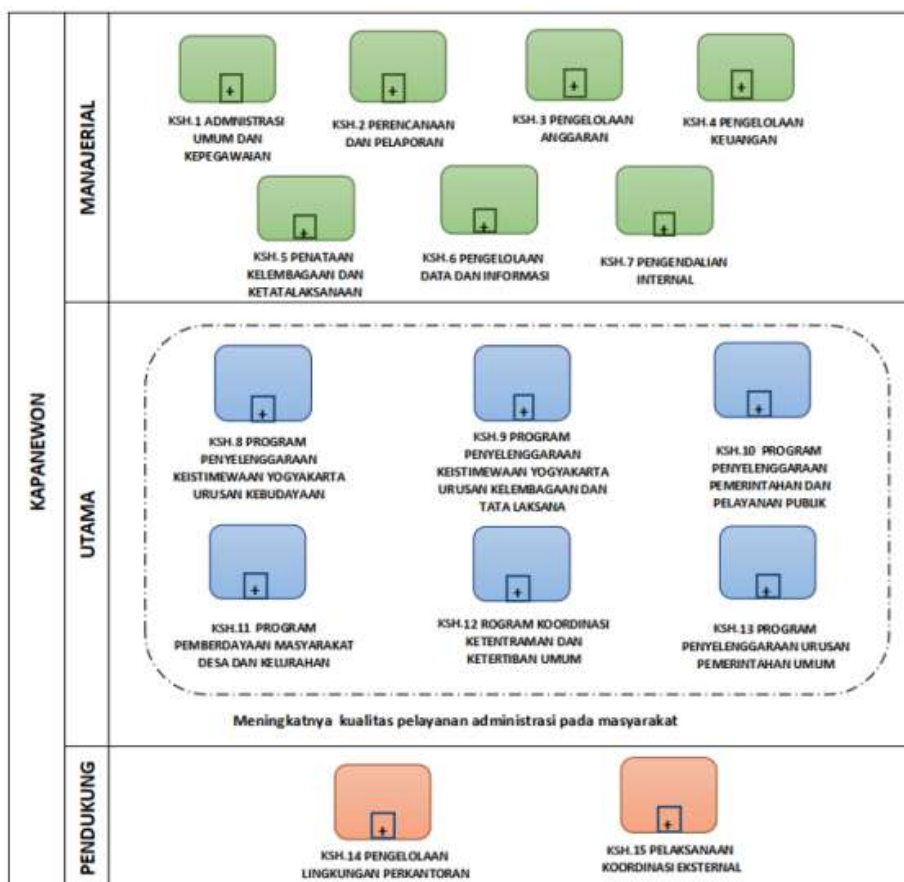 KAPANEWON
MANAJERIAL
KSH.1 ADMNISTRASI
UMUM DAN
KEPEGAWAIAN
KSH.2 PERENCANAAN
DAN PELAPORAN
KSH.3 PENGELOLAAN
ANGGARAN
KSH.4 PENGELOLAAN
KEUANGAN
KSH.5 PENATAAN
KELEMBAGAAN DAN
KETATALAKSANAAN
KSH.6 PENGELOLAAN
DATA DAN INFORMASI
KSH.7 PENGENDALIAN
INTERNAL
UTAMA
KSH.8 PROGRAM
PENYELENGGARAAN
KEISTIMEWAAN YOGYAKARTA
URUSAN KEBUDAYAAN
KSH.9 PROGRAM
PENYELENGGARAAN
KEISTIMEWAAN YOGYAKARTA
URUSAN KELEMBAGAAN DAN
TATA LAKSANA
KSH.10 PROGRAM
PENYELENGGARAAN
PEMERINTAHAN DAN
PELAYANAN PUBLIK
KSH.11 PROGRAM
PEMBERDAYAAN MASYARAKAT
DESA DAN KELURAHAN
KSH.12 ROGRAM KOORDINASI
KETENTRAMAN DAN
KETERTIBAN UMUM
KSH.13 PROGRAM
PENYELENGGARAAN URUSAN
PEMERINTAHAN UMUM
Meningkatnya kualitas pelayanan administrasi pada masyarakat
PENDUKUNG
KSH.14 PENGELOLAAN
LINGKUNGAN PERKANTORAN
KSH.15 PELAKSANAAN
KOORDINASI EKSTERNAL